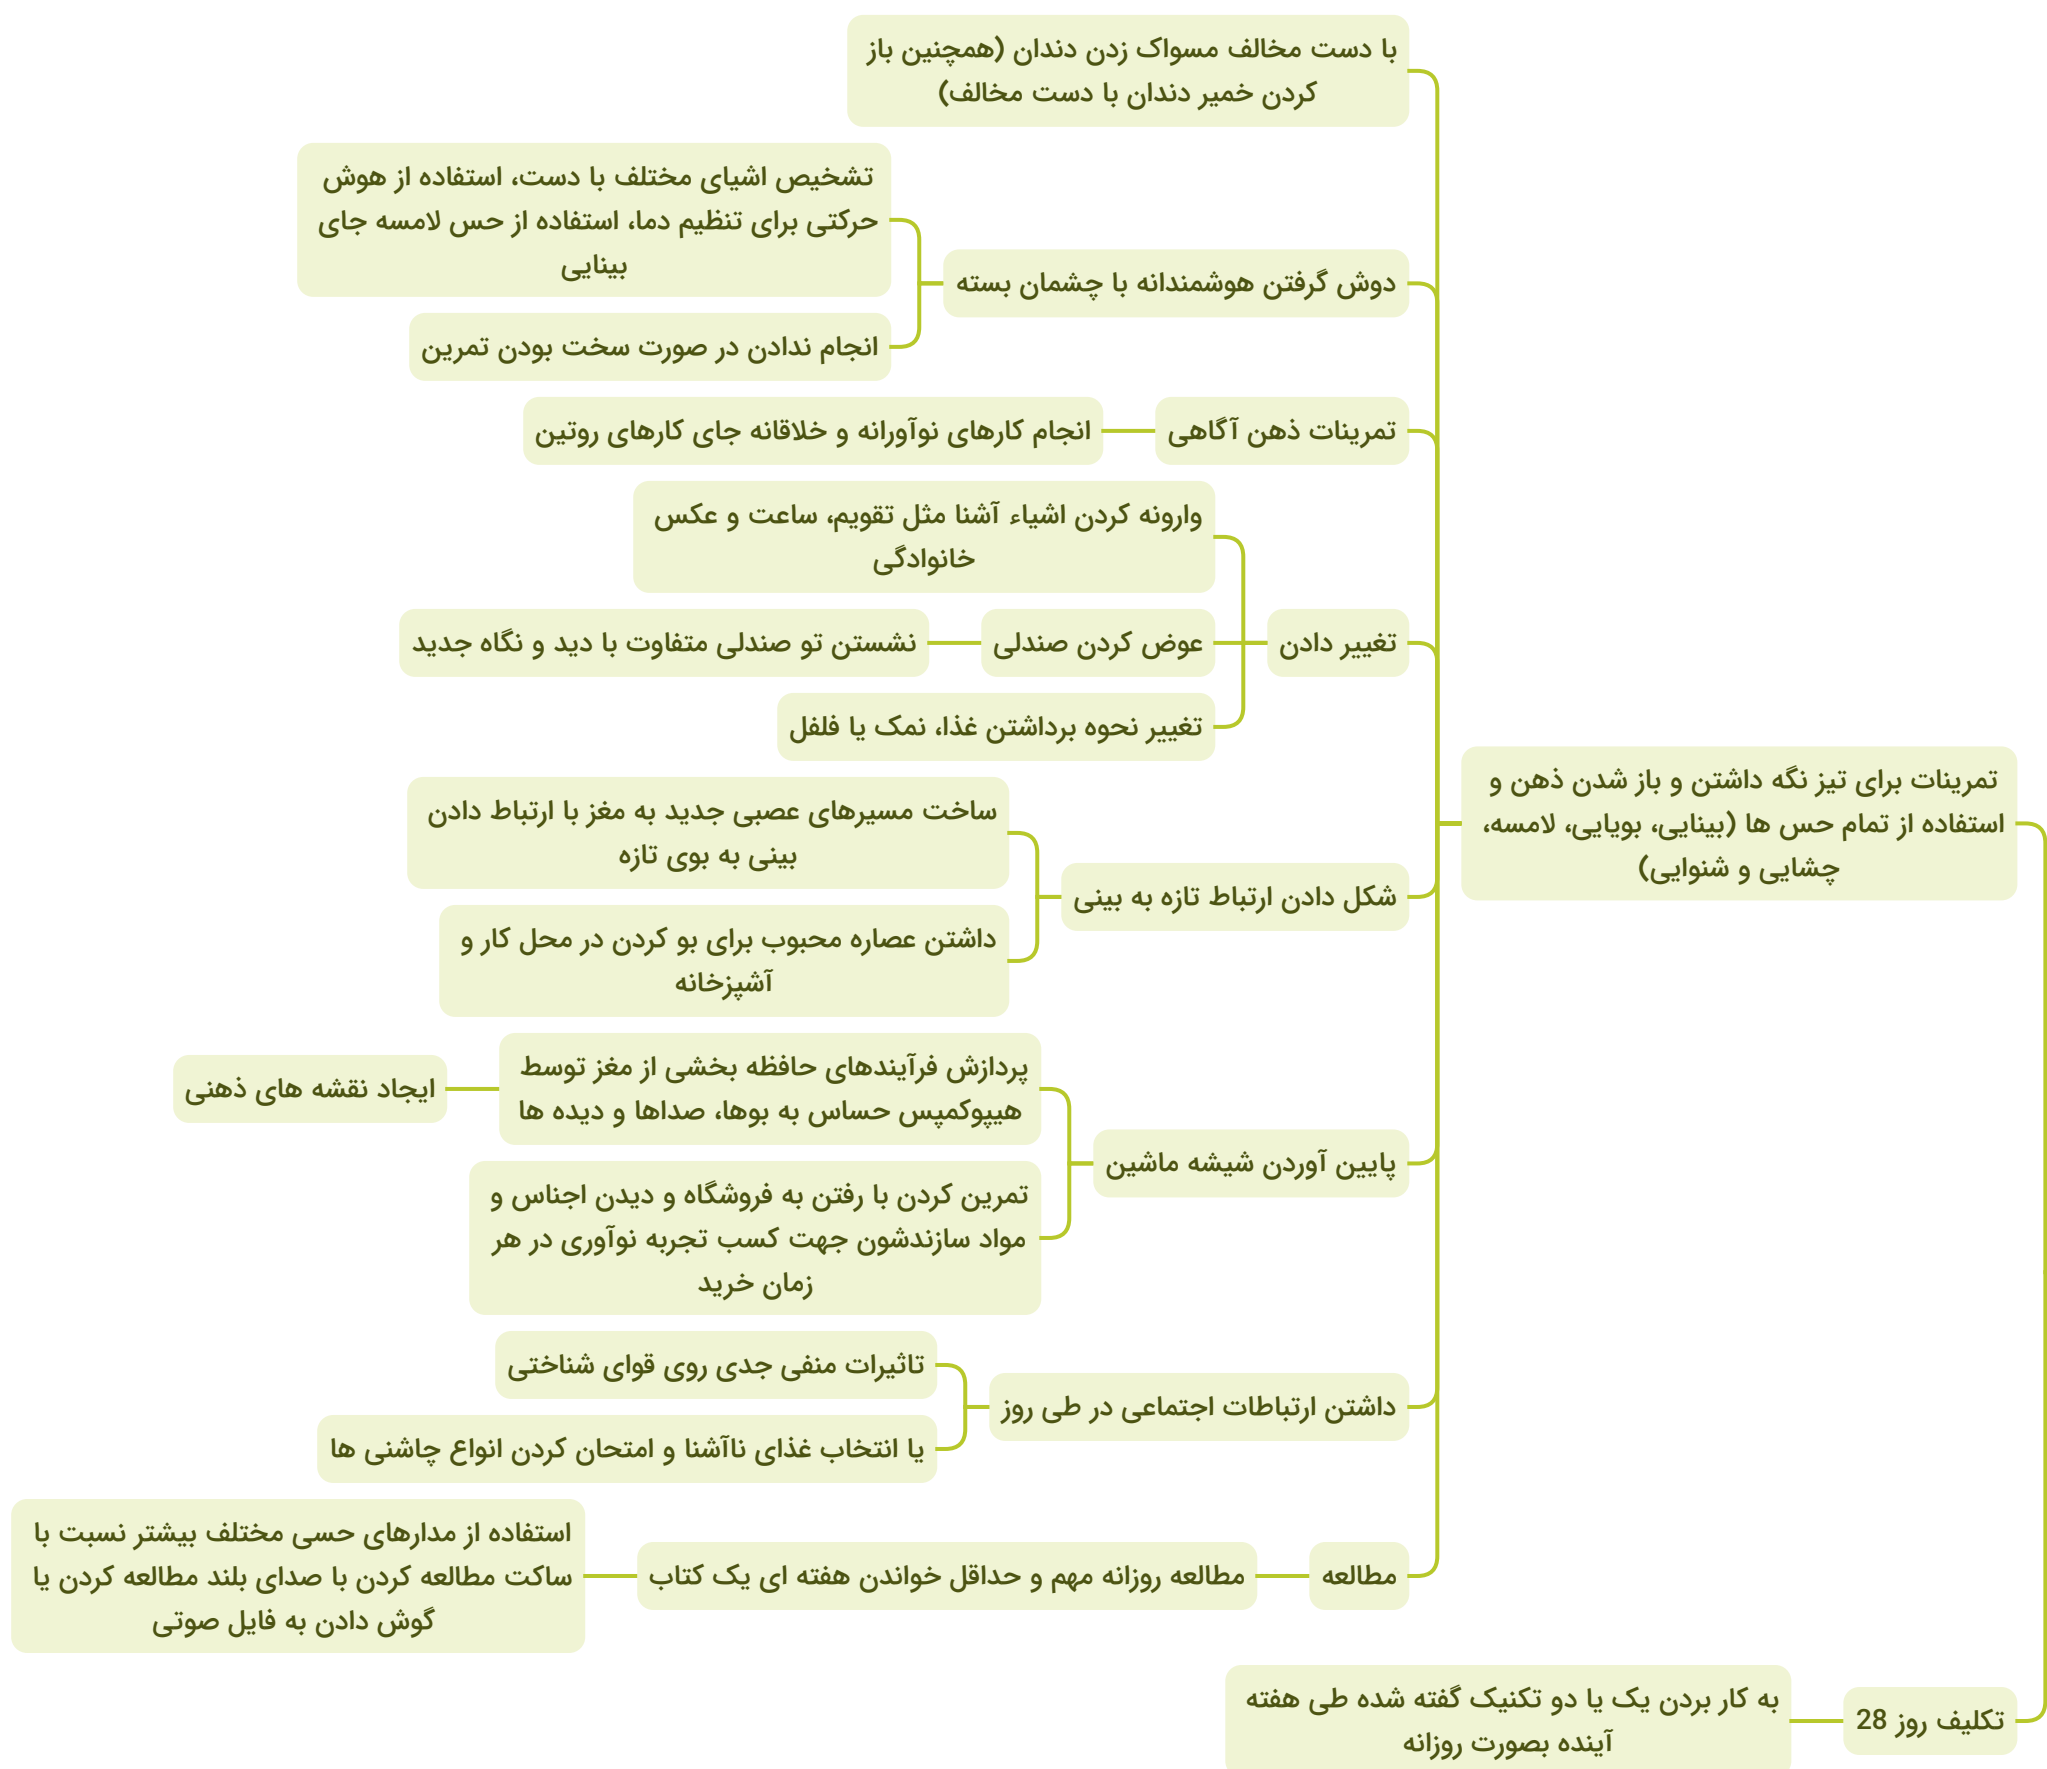 تمرینات برای تیز نگه داشتن و باز شدن ذهن و
استفاده از تمام حس ها (بینایی، بویایی، لامسه،
چشایی و شنوایی)
با دست مخالف مسواک زدن دندان (همچنین باز
کردن خمیر دندان با دست مخالف)
دوش گرفتن هوشمندانه با چشمان بسته
تشخیص اشیای مختلف با دست، استفاده از هوش
حرکتی برای تنظیم دما، استفاده از حس لامسه جای
بینایی
انجام ندادن در صورت سخت بودن تمرین
تمرینات ذهن آگاهی
انجام کارهای نوآورانه و خلاقانه جای کارهای روتین
تغییر دادن
وارونه کردن اشیاء آشنا مثل تقویم، ساعت و عکس
خانوادگی
عوض کردن صندلی
نشستن تو صندلی متفاوت با دید و نگاه جدید
تغییر نحوه برداشتن غذا، نمک یا فلفل
شکل دادن ارتباط تازه به بینی
ساخت مسیرهای عصبی جدید به مغز با ارتباط دادن
بینی به بوی تازه
داشتن عصاره محبوب برای بو کردن در محل کار و
آشپزخانه
پایین آوردن شیشه ماشین
پردازش فرآیندهای حافظه بخشی از مغز توسط
هیپوکمپس حساس به بوها، صداها و دیده ها
ایجاد نقشه های ذهنی
تمرین کردن با رفتن به فروشگاه و دیدن اجناس و
مواد سازندشون جهت کسب تجربه نوآوری در هر
زمان خرید
داشتن ارتباطات اجتماعی در طی روز
تاثیرات منفی جدی روی قوای شناختی
یا انتخاب غذای ناآشنا و امتحان کردن انواع چاشنی ها
مطالعه
مطالعه روزانه مهم و حداقل خواندن هفته ای یک کتاب
استفاده از مدارهای حسی مختلف بیشتر نسبت با
ساکت مطالعه کردن با صدای بلند مطالعه کردن یا
گوش دادن به فایل صوتی
تکلیف روز 28
به کار بردن یک یا دو تکنیک گفته شده طی هفته
آینده بصورت روزانه